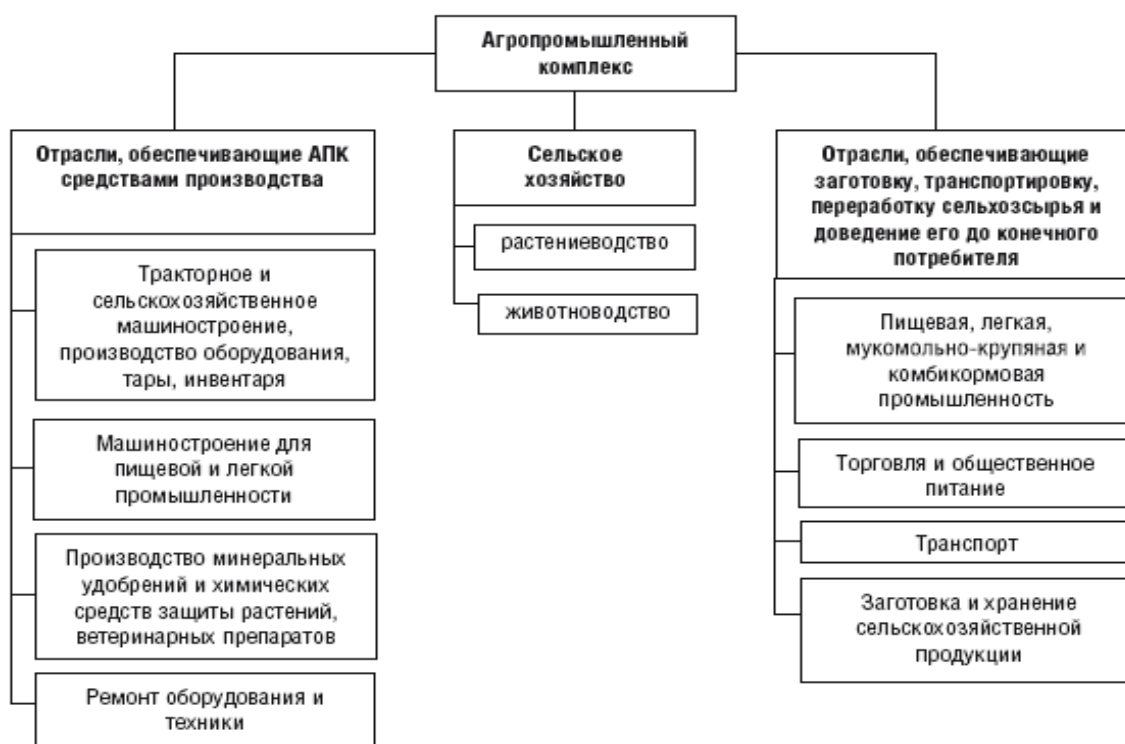 Агропромышленный
комплекс
Отрасли, обеспечивающие АПК
средствами производства
Тракторное и
сельскохозяйственное
машиностроение,
производство оборудования,
тары, инвентаря
Машиностроение для
пищевой и легкой
промышленности
Производство минеральных
удобрений и химических
средств защиты растений,
ветеринарных препаратов
Ремонт оборудования и
техники
Сельское
хозяйство
растениеводство
животноводство
Отрасли, обеспечивающие
заготовку, транспортировку,
переработку сельхозсырья и
доведение его до конечного
потребителя
Пищевая, легкая,
мукомольно-крупяная и
комбикормовая
промышленность
Торговля и общественное
питание
Транспорт
Заготовка и хранение
сельскохозяйственной
продукции